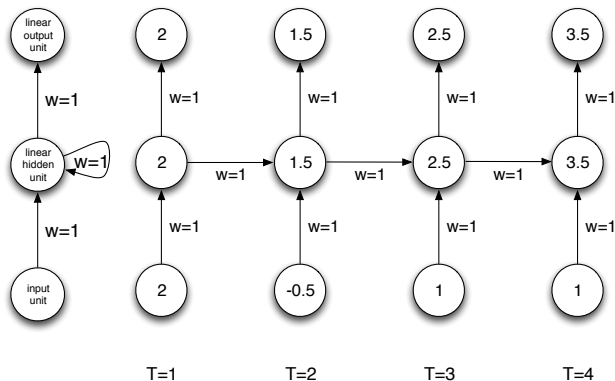 linear
output
unit
2
1.5
2.5
3.5
w=1
w=1
w=1
w=1
w=1
linear
hidden
unit
w=1
2
1.5
2.5
3.5
w=1
w=1
w=1
w=1
w=1
w=1
w=1
w=1
input
unit
2
-0.5
1
1
T=1
T=2
T=3
T=4